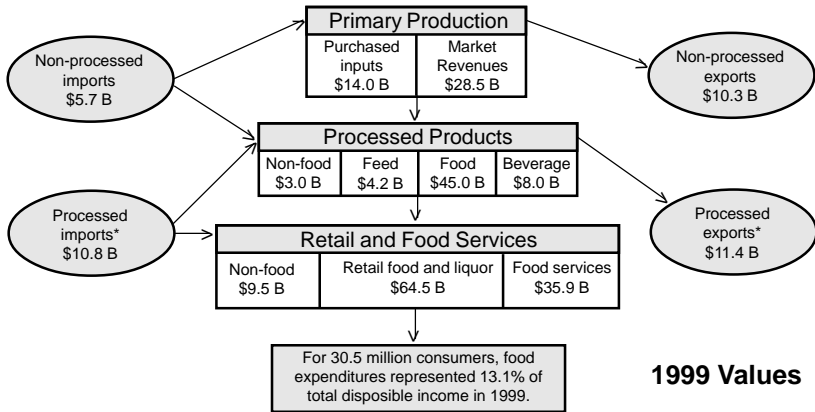 Primary Production
Purchased
inputs
$14.0 B
Market
Revenues
$28.5 B
Non-processed
imports
$5.7 B
Non-processed
exports
$10.3 B
Processed Products
Non-food
$3.0 B
Feed
$4.2 B
Food
$45.0 B
Beverage
$8.0 B
Processed
imports*
$10.8 B
Processed
exports*
$11.4 B
Retail and Food Services
Non-food
$9.5 B
Retail food and liquor
$64.5 B
Food services
$35.9 B
For 30.5 million consumers, food
expenditures represented 13.1% of
total disposible income in 1999.
1999 Values